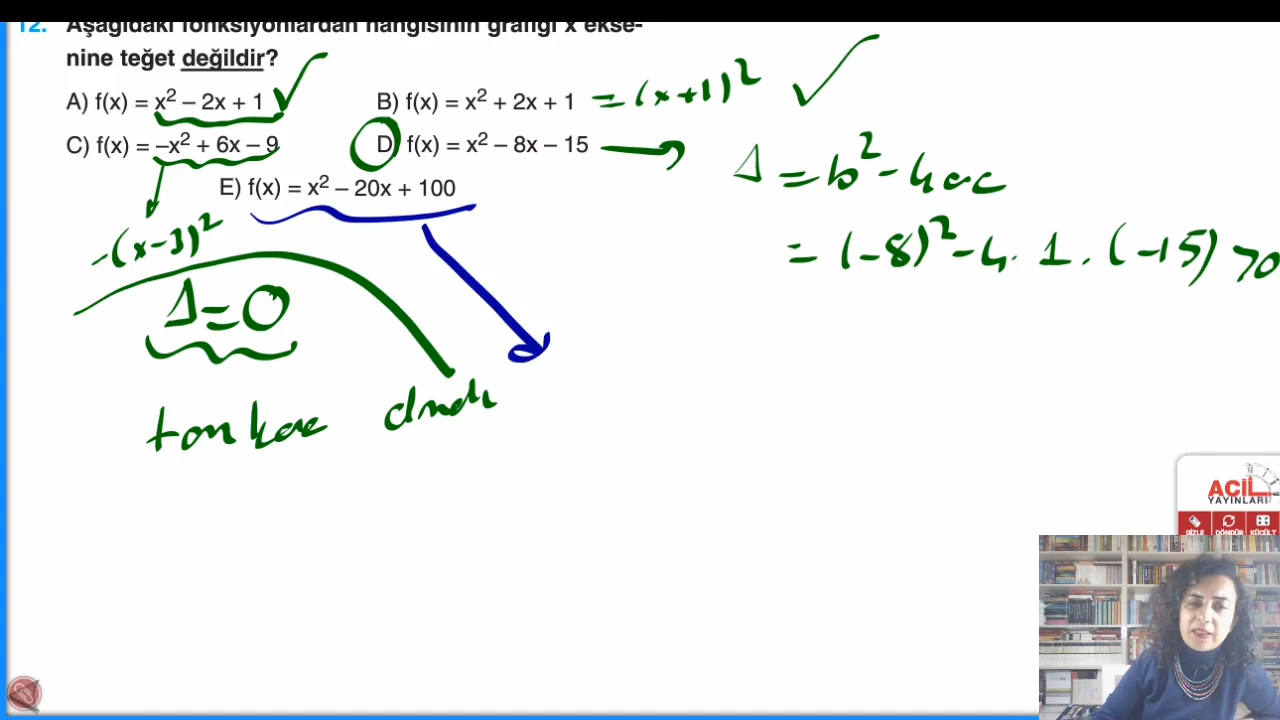 12. Aşağıdaki fonksiyonlardan hangisinin grafiği x ekse-
nine teğet değildir?
A) f(x) = x² – 2x + 1
B) f(x) = x² + 2x + 1 = (x+1)²
C) f(x) = –x² + 6x – 9
D) f(x) = x² – 8x – 15
E) f(x) = x² – 20x + 100
Δ = b² - 4ac
= (-8)² - 4. 1. (-15) > 0
-(x-3)²
Δ = 0
ACİL
YAYINLARI
GİZLE DÖNDÜR KÜÇÜLT